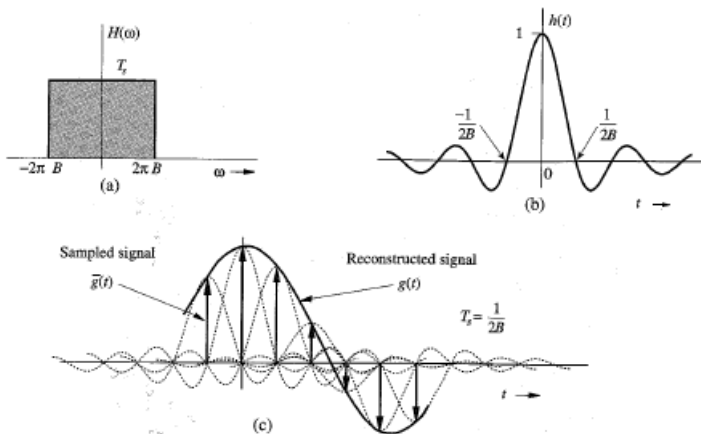 H(ω)
T_s
−2π B
2π B
ω
(a)
h(t)
1
−1/2B
1/2B
0
t
(b)
Sampled signal
g̅(t)
Reconstructed signal
g(t)
T_s = 1/2B
t
(c)